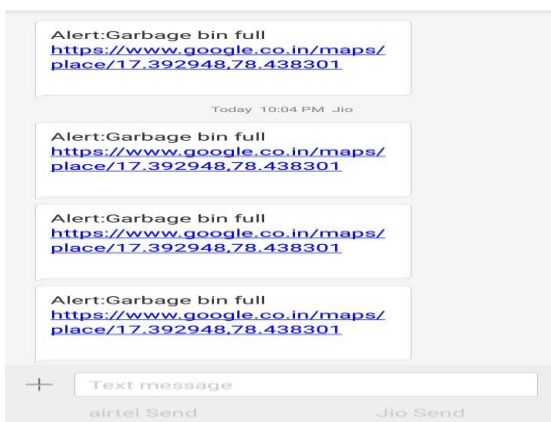 Alert:Garbage bin full
https://www.google.co.in/maps/
place/17.392948,78.438301
Today 10:04 PM Jio
Alert:Garbage bin full
https://www.google.co.in/maps/
place/17.392948,78.438301
Alert:Garbage bin full
https://www.google.co.in/maps/
place/17.392948,78.438301
Alert:Garbage bin full
https://www.google.co.in/maps/
place/17.392948,78.438301
Text message
airtel Send Jio Send